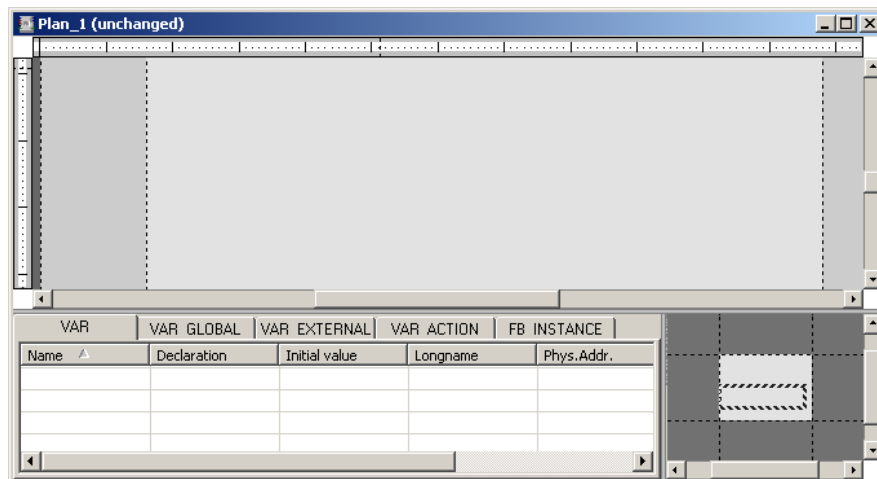 Plan_1 (unchanged)
VAR VAR GLOBAL VAR EXTERNAL VAR ACTION FB INSTANCE
Name Declaration Initial value Longname Phys.Addr.